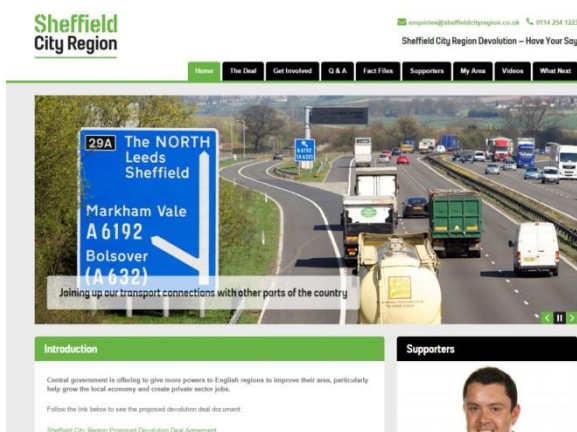 Sheffield
City Region
enquiries@sheffieldcityregion.co.uk 0114 254 1223
Sheffield City Region Devolution – Have Your Say
Home The Deal Get Involved Q & A Fact Files Supporters My Area Videos What Next
29A The NORTH
Leeds
Sheffield
Markham Vale
A 6192
Bolsover
(A 632)
A 6192
A 632
Joining up our transport connections with other parts of the country
Introduction
Supporters
Central government is offering to give more powers to English regions to improve their area, particularly
help grow the local economy and create private sector jobs.
Follow the link below to see the proposed devolution deal document:
Sheffield City Region Proposed Devolution Deal Agreement